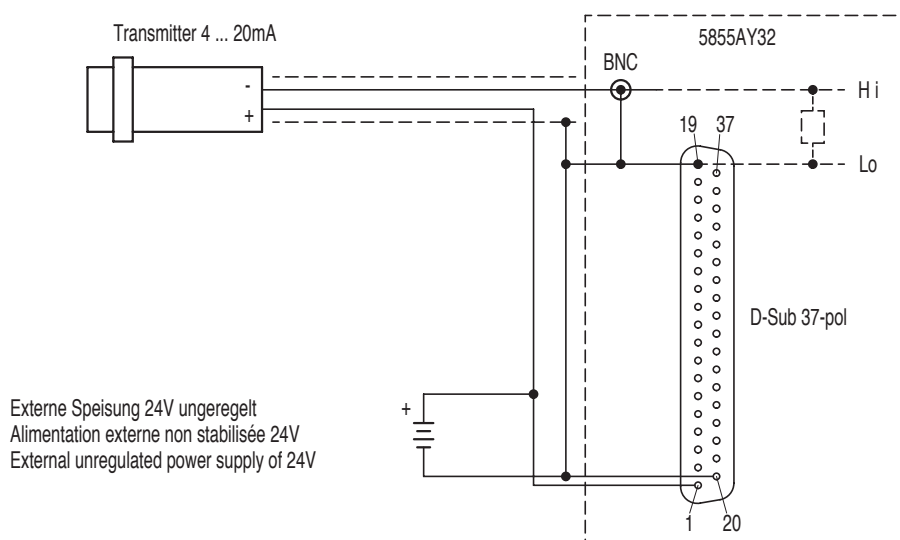 Transmitter 4 ... 20mA
5855AY32
BNC
-
+
Hi
19 37
Lo
D-Sub 37-pol
+
Externe Speisung 24V ungeregelt
Alimentation externe non stabilisée 24V
External unregulated power supply of 24V
1 20